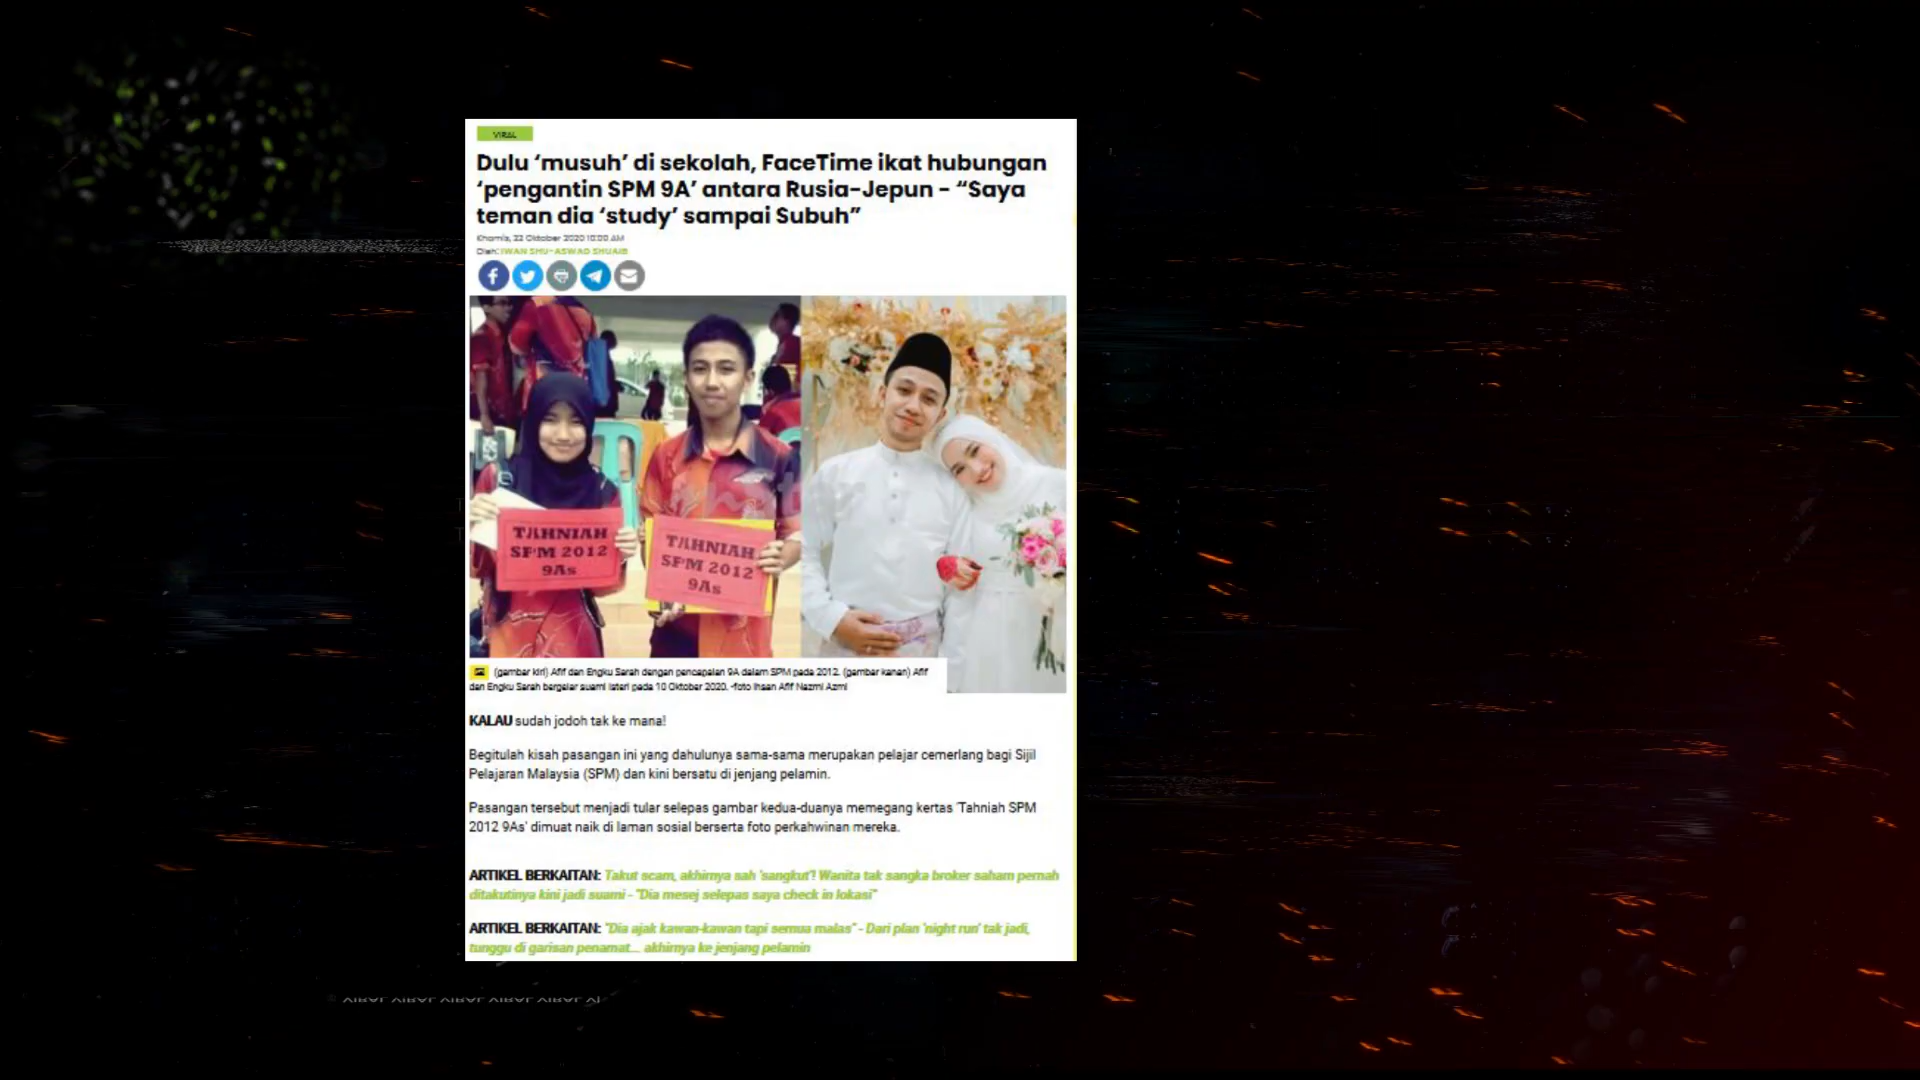 VIRAL
Dulu ‘musuh’ di sekolah, FaceTime ikat hubungan
‘pengantin SPM 9A’ antara Rusia-Jepun - “Saya
teman dia ‘study’ sampai Subuh”
Khamis, 22 Oktober 2020 10:00 AM
Oleh: IWAN SHU-ASWAD SHUAIB
TAHNIAH
SPM 2012
9As
TAHNIAH
SPM 2012
9As
(gambar kiri) Afif dan Engku Sarah dengan pencapaian 9A dalam SPM pada 2012. (gambar kanan) Afif
dan Engku Sarah bergelar suami isteri pada 10 Oktober 2020. -foto Ihsan Afif Nazmi Azmi
KALAU sudah jodoh tak ke mana!
Begitulah kisah pasangan ini yang dahulunya sama-sama merupakan pelajar cemerlang bagi Sijil
Pelajaran Malaysia (SPM) dan kini bersatu di jenjang pelamin.
Pasangan tersebut menjadi tular selepas gambar kedua-duanya memegang kertas 'Tahniah SPM
2012 9As' dimuat naik di laman sosial berserta foto perkahwinan mereka.
ARTIKEL BERKAITAN: Takut scam, akhirnya sah 'sangkut'! Wanita tak sangka broker saham pernah
ditakutinya kini jadi suami - "Dia mesej selepas saya check in lokasi"
ARTIKEL BERKAITAN: "Dia ajak kawan-kawan tapi semua malas" - Dari plan 'night run' tak jadi,
tunggu di garisan penamat... akhirnya ke jenjang pelamin